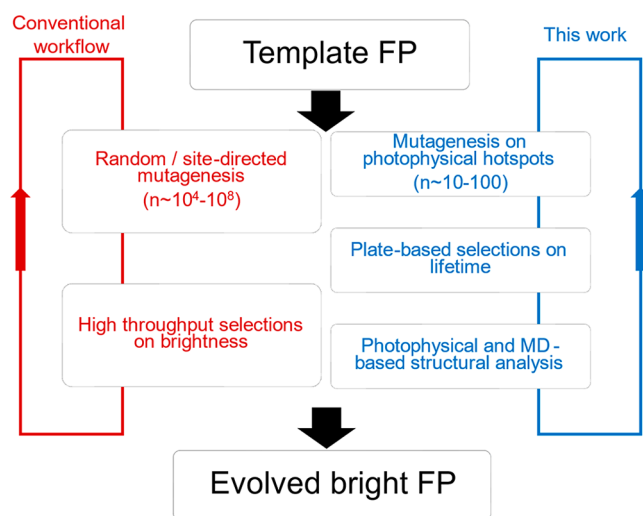 Conventional
workflow
Template FP
This work
Random / site-directed
mutagenesis
(n~10⁴-10⁸)
High throughput selections
on brightness
Mutagenesis on
photophysical hotspots
(n~10-100)
Plate-based selections on
lifetime
Photophysical and MD-
based structural analysis
Evolved bright FP